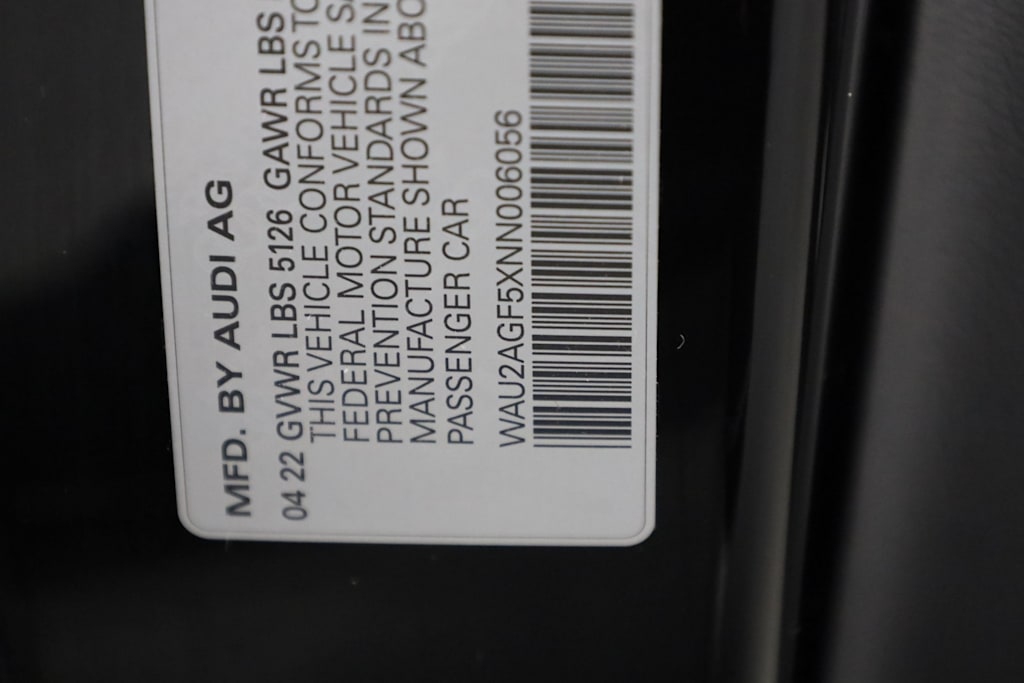 MFD. BY AUDI AG
04 22 GVWR LBS 5126 GAWR LBS
THIS VEHICLE CONFORMS TO
FEDERAL MOTOR VEHICLE
PREVENTION STANDARDS IN
MANUFACTURE SHOWN
PASSENGER CAR
WAU2AGF5XNN006056